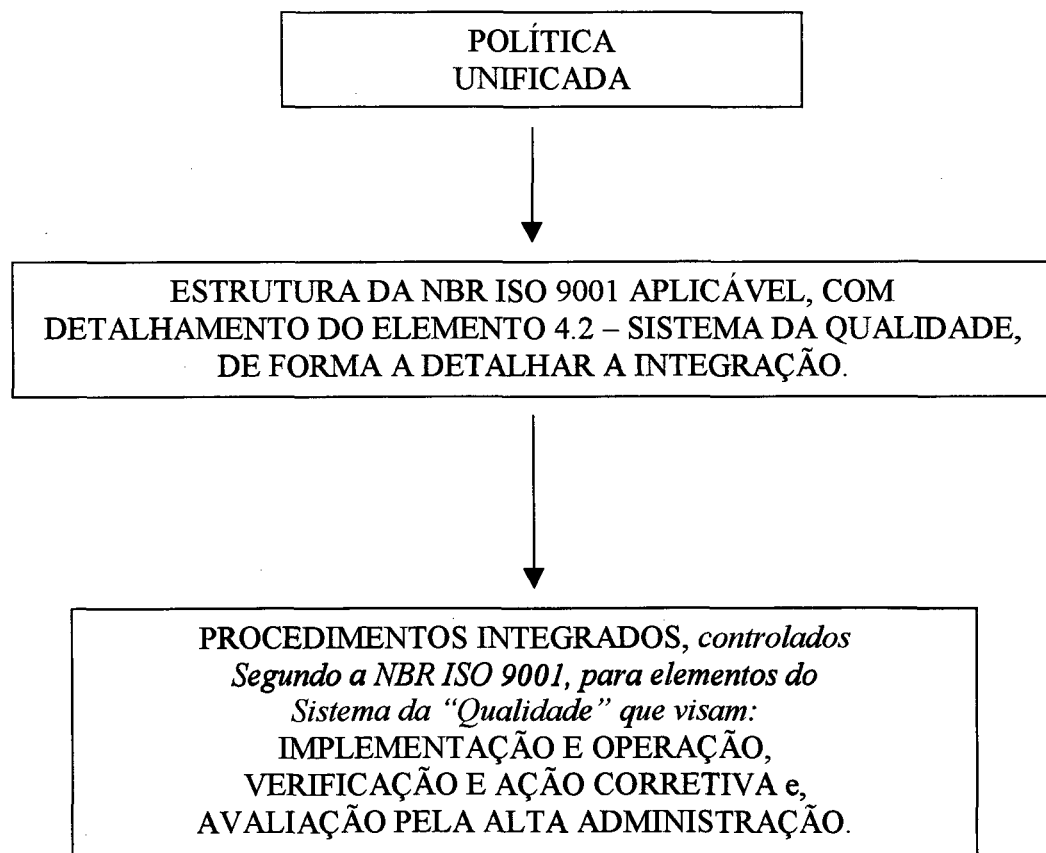 POLÍTICA
UNIFICADA
ESTRUTURA DA NBR ISO 9001 APLICÁVEL, COM
DETALHAMENTO DO ELEMENTO 4.2 – SISTEMA DA QUALIDADE,
DE FORMA A DETALHAR A INTEGRAÇÃO.
PROCEDIMENTOS INTEGRADOS, controlados
Segundo a NBR ISO 9001, para elementos do
Sistema da “Qualidade” que visam:
IMPLEMENTAÇÃO E OPERAÇÃO,
VERIFICAÇÃO E AÇÃO CORRETIVA e,
AVALIAÇÃO PELA ALTA ADMINISTRAÇÃO.